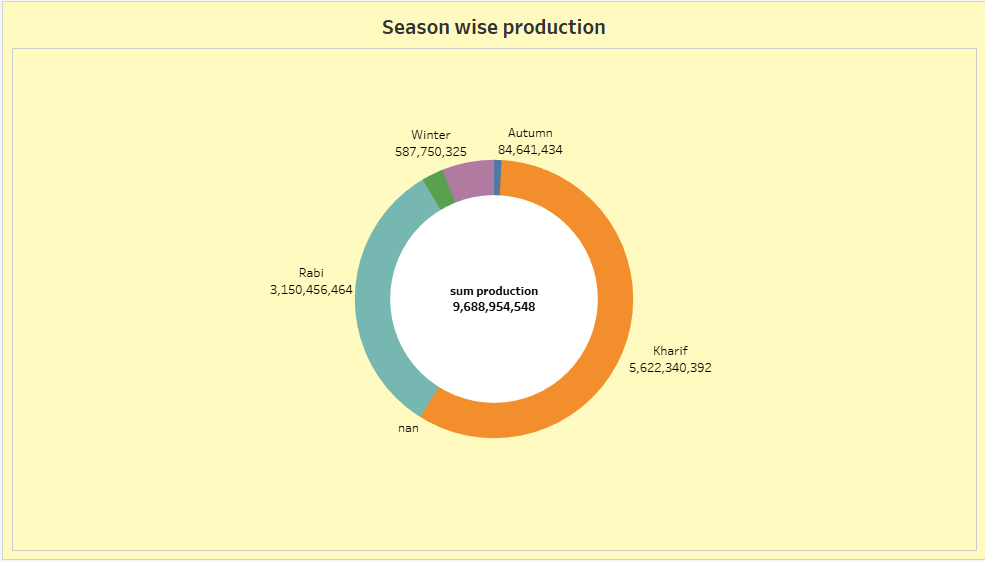 Season wise production
Winter
587,750,325
Autumn
84,641,434
Rabi
3,150,456,464
sum production
9,688,954,548
Kharif
5,622,340,392
nan